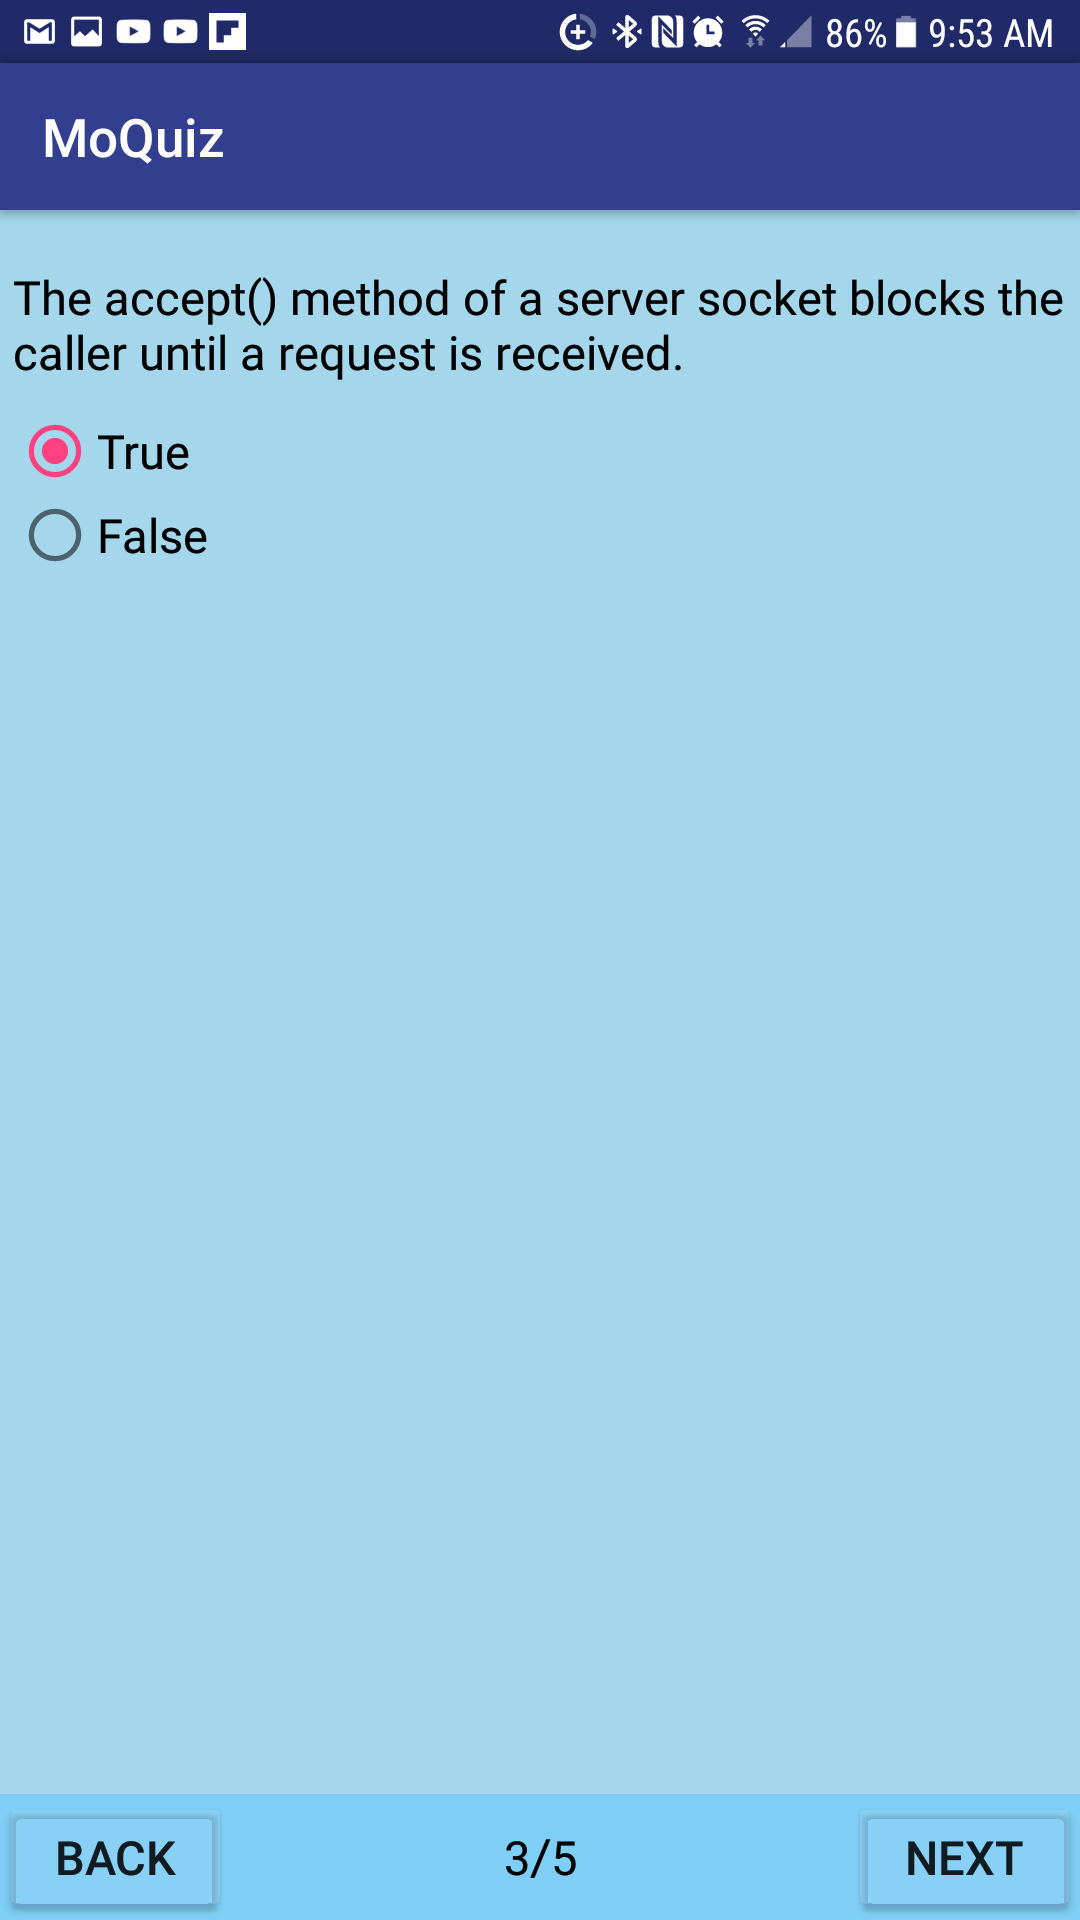 86% 9:53 AM
MoQuiz
The accept() method of a server socket blocks the
caller until a request is received.
True
False
BACK 3/5 NEXT